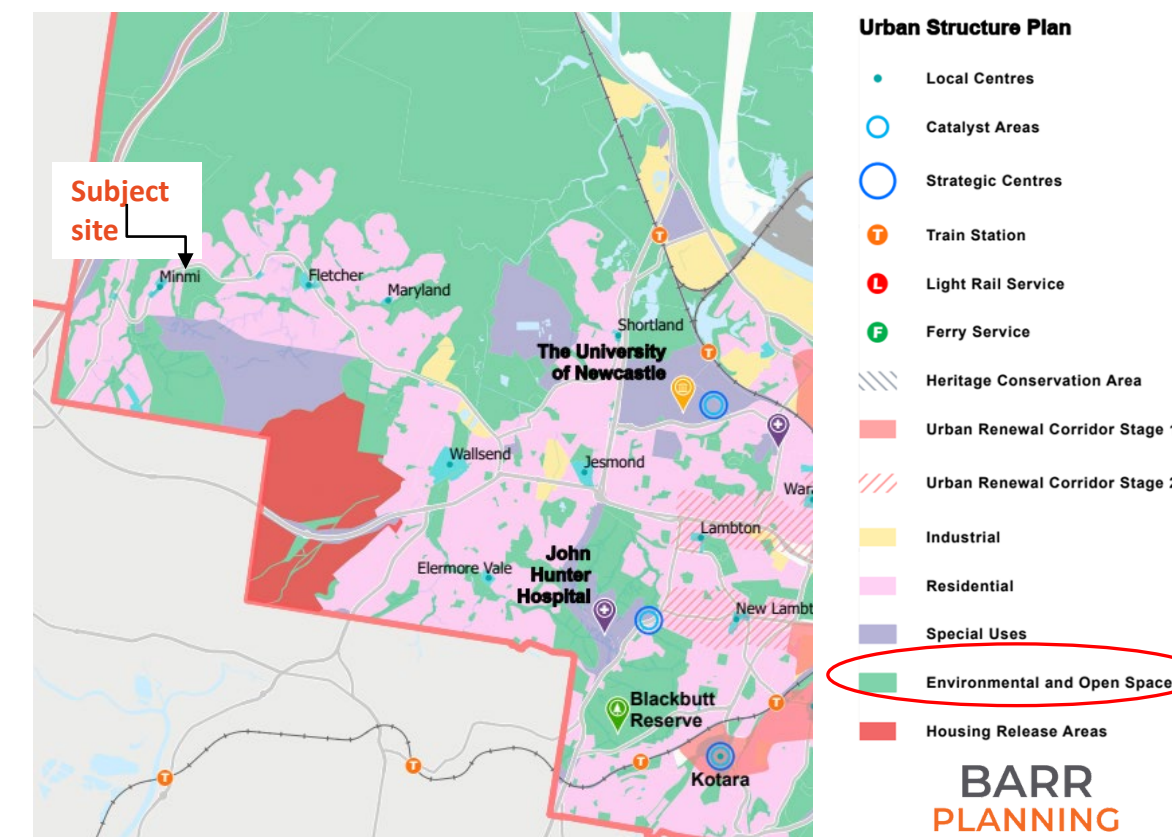 Subject
site
Minmi
Fletcher
Maryland
Shortland
The University
of Newcastle
Wallsend
Jesmond
War
Lambton
John
Hunter
Hospital
Elermore Vale
New Lambt
Blackbutt
Reserve
Kotara
T
T
T
T
T
T
Urban Structure Plan
Local Centres
Catalyst Areas
Strategic Centres
T Train Station
L Light Rail Service
F Ferry Service
Heritage Conservation Area
Urban Renewal Corridor Stage 1
Urban Renewal Corridor Stage 2
Industrial
Residential
Special Uses
Environmental and Open Space
Housing Release Areas
BARR
PLANNING